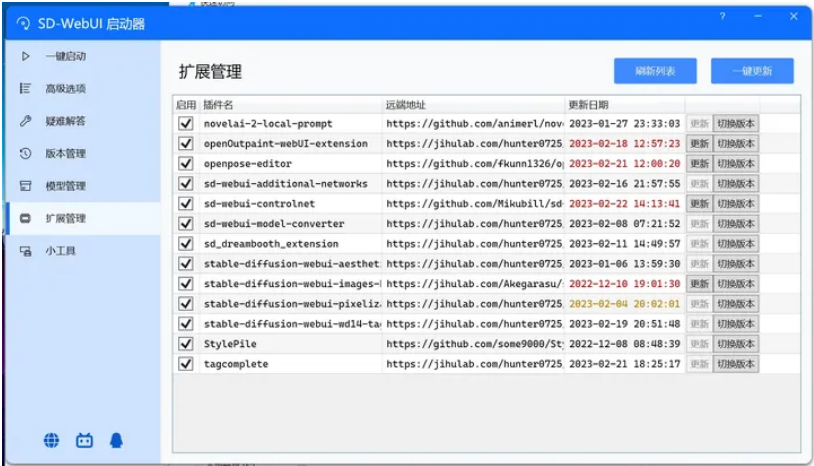 SD-WebUI 启动器
?
一键启动
高级选项
疑难解答
版本管理
模型管理
扩展管理
小工具
扩展管理
刷新列表 一键更新
启用 插件名 远端地址 更新日期
novelai-2-local-prompt https://github.com/animerl/nov 2023-01-27 23:33:03 更新 切换版本
openOutpaint-webUI-extension https://jihulab.com/hunter0725, 2023-02-18 12:57:23 更新 切换版本
openpose-editor https://github.com/fkunn1326/o 2023-02-21 12:00:20 更新 切换版本
sd-webui-additional-networks https://jihulab.com/hunter0725, 2023-02-16 21:57:55 更新 切换版本
sd-webui-controlnet https://github.com/Mikubill/sd 2023-02-22 14:13:41 更新 切换版本
sd-webui-model-converter https://jihulab.com/hunter0725, 2023-02-08 07:21:52 更新 切换版本
sd_dreambooth_extension https://jihulab.com/hunter0725, 2023-02-11 14:49:57 更新 切换版本
stable-diffusion-webui-aesthet https://jihulab.com/hunter0725, 2023-01-06 13:59:30 更新 切换版本
stable-diffusion-webui-images- https://jihulab.com/Akegarasu/ 2022-12-10 19:01:30 更新 切换版本
stable-diffusion-webui-pixeliz https://jihulab.com/hunter0725, 2023-02-04 20:02:01 更新 切换版本
stable-diffusion-webui-wd14-ta https://jihulab.com/hunter0725, 2023-02-19 20:51:48 更新 切换版本
StylePile https://github.com/some9000/St 2022-12-08 08:48:39 更新 切换版本
tagcomplete https://jihulab.com/hunter0725, 2023-02-21 18:25:17 更新 切换版本